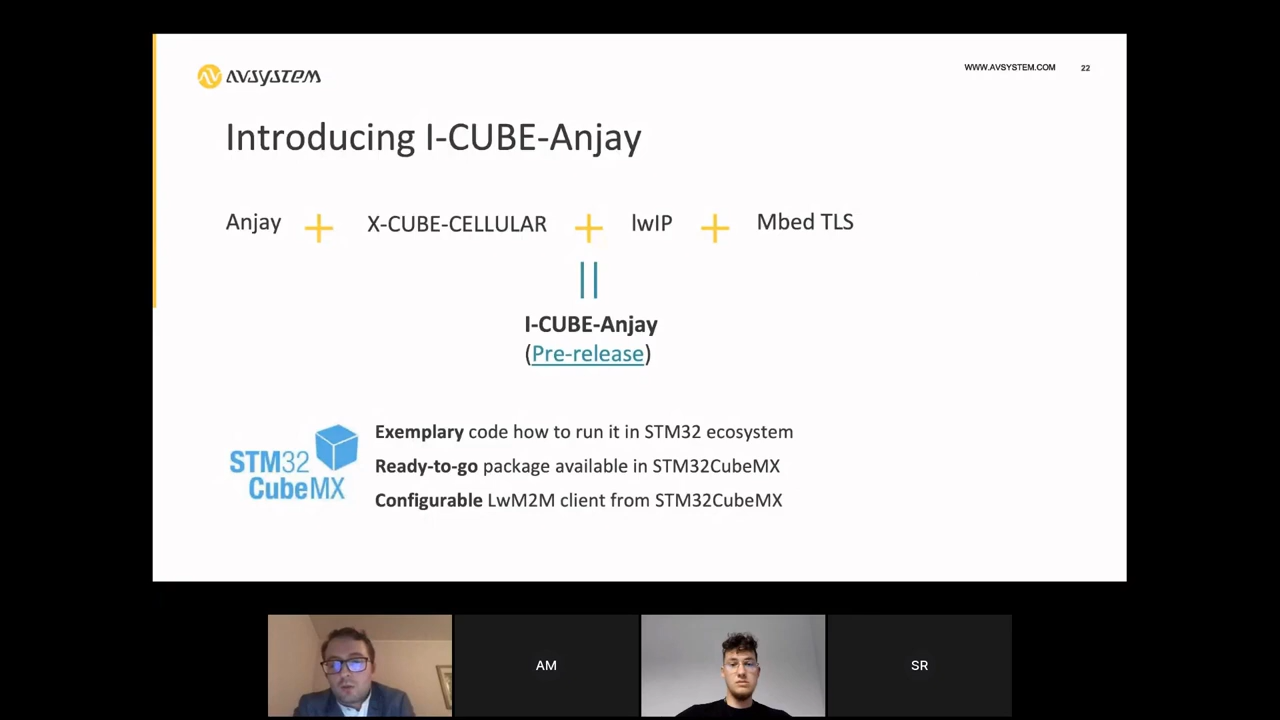 AVSYSTEM
WWW.AVSYSTEM.COM 22
Introducing I-CUBE-Anjay
Anjay + X-CUBE-CELLULAR + lwIP + Mbed TLS
I-CUBE-Anjay
(Pre-release)
STM32
CubeMX
Exemplary code how to run it in STM32 ecosystem
Ready-to-go package available in STM32CubeMX
Configurable LwM2M client from STM32CubeMX
AM
SR